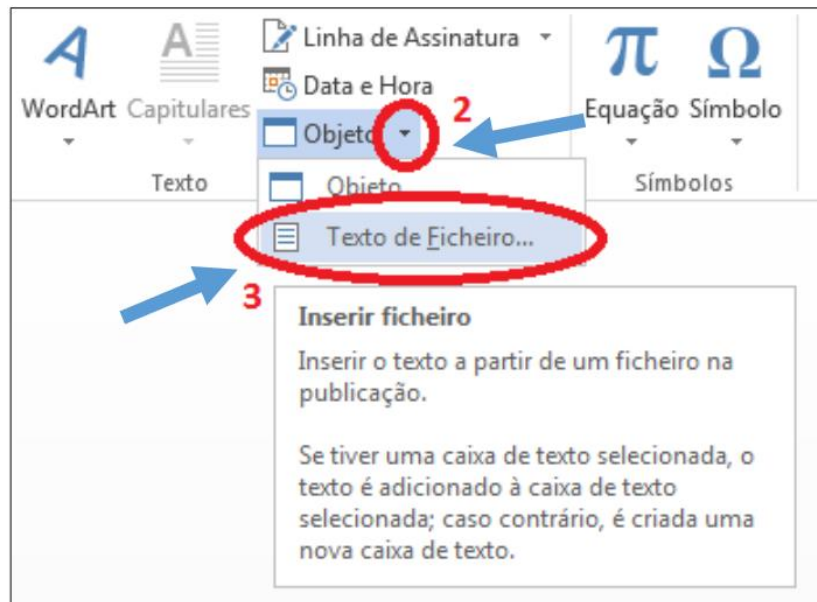 Linha de Assinatura
Data e Hora
WordArt Capitulares
Objeto
2
Equação Símbolo
Texto
Objeto...
Símbolos
Texto de Ficheiro...
3
Inserir ficheiro
Inserir o texto a partir de um ficheiro na
publicação.
Se tiver uma caixa de texto selecionada, o
texto é adicionado à caixa de texto
selecionada; caso contrário, é criada uma
nova caixa de texto.